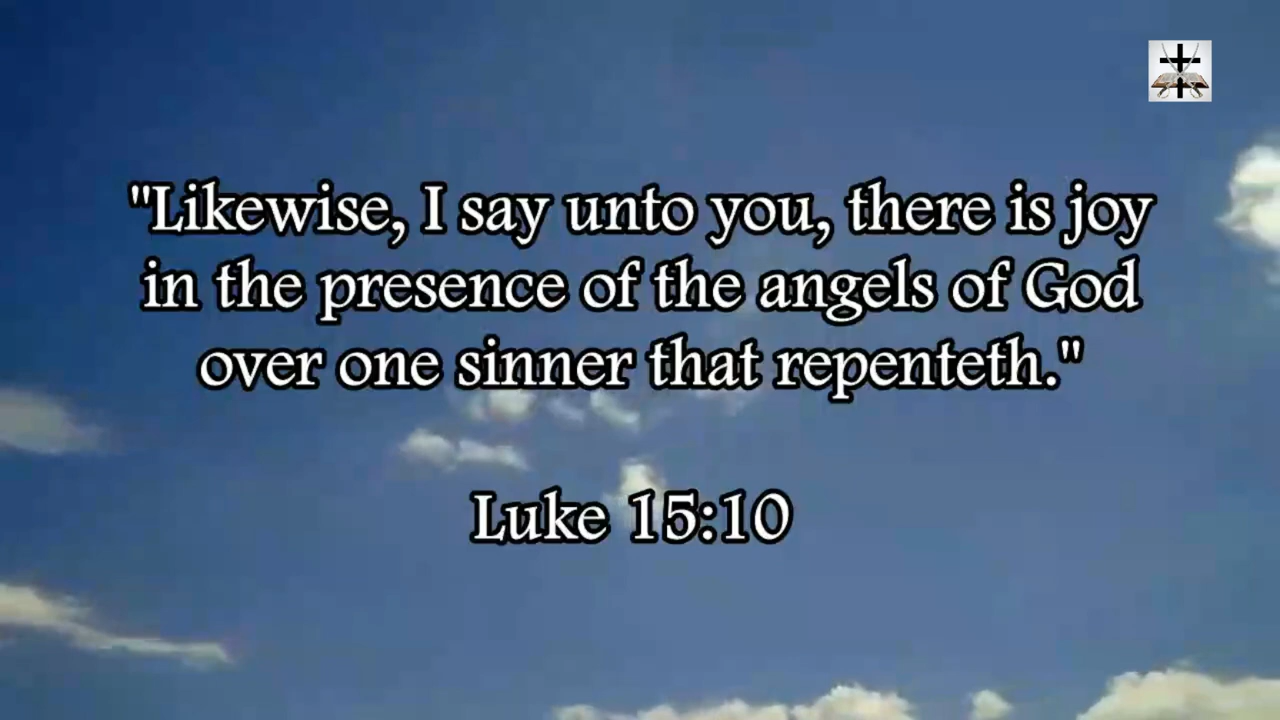 "Likewise, I say unto you, there is joy
in the presence of the angels of God
over one sinner that repenteth."
Luke 15:10